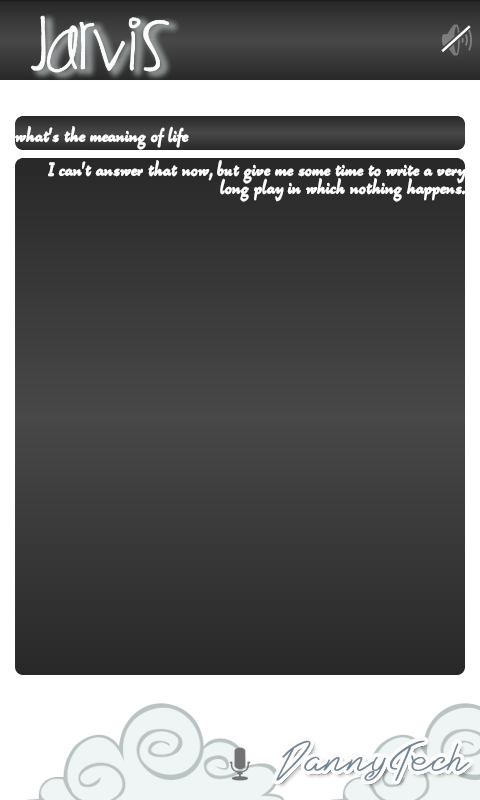 Jarvis
what's the meaning of life
I can't answer that now, but give me some time to write a very
long play in which nothing happens.
DannyTech